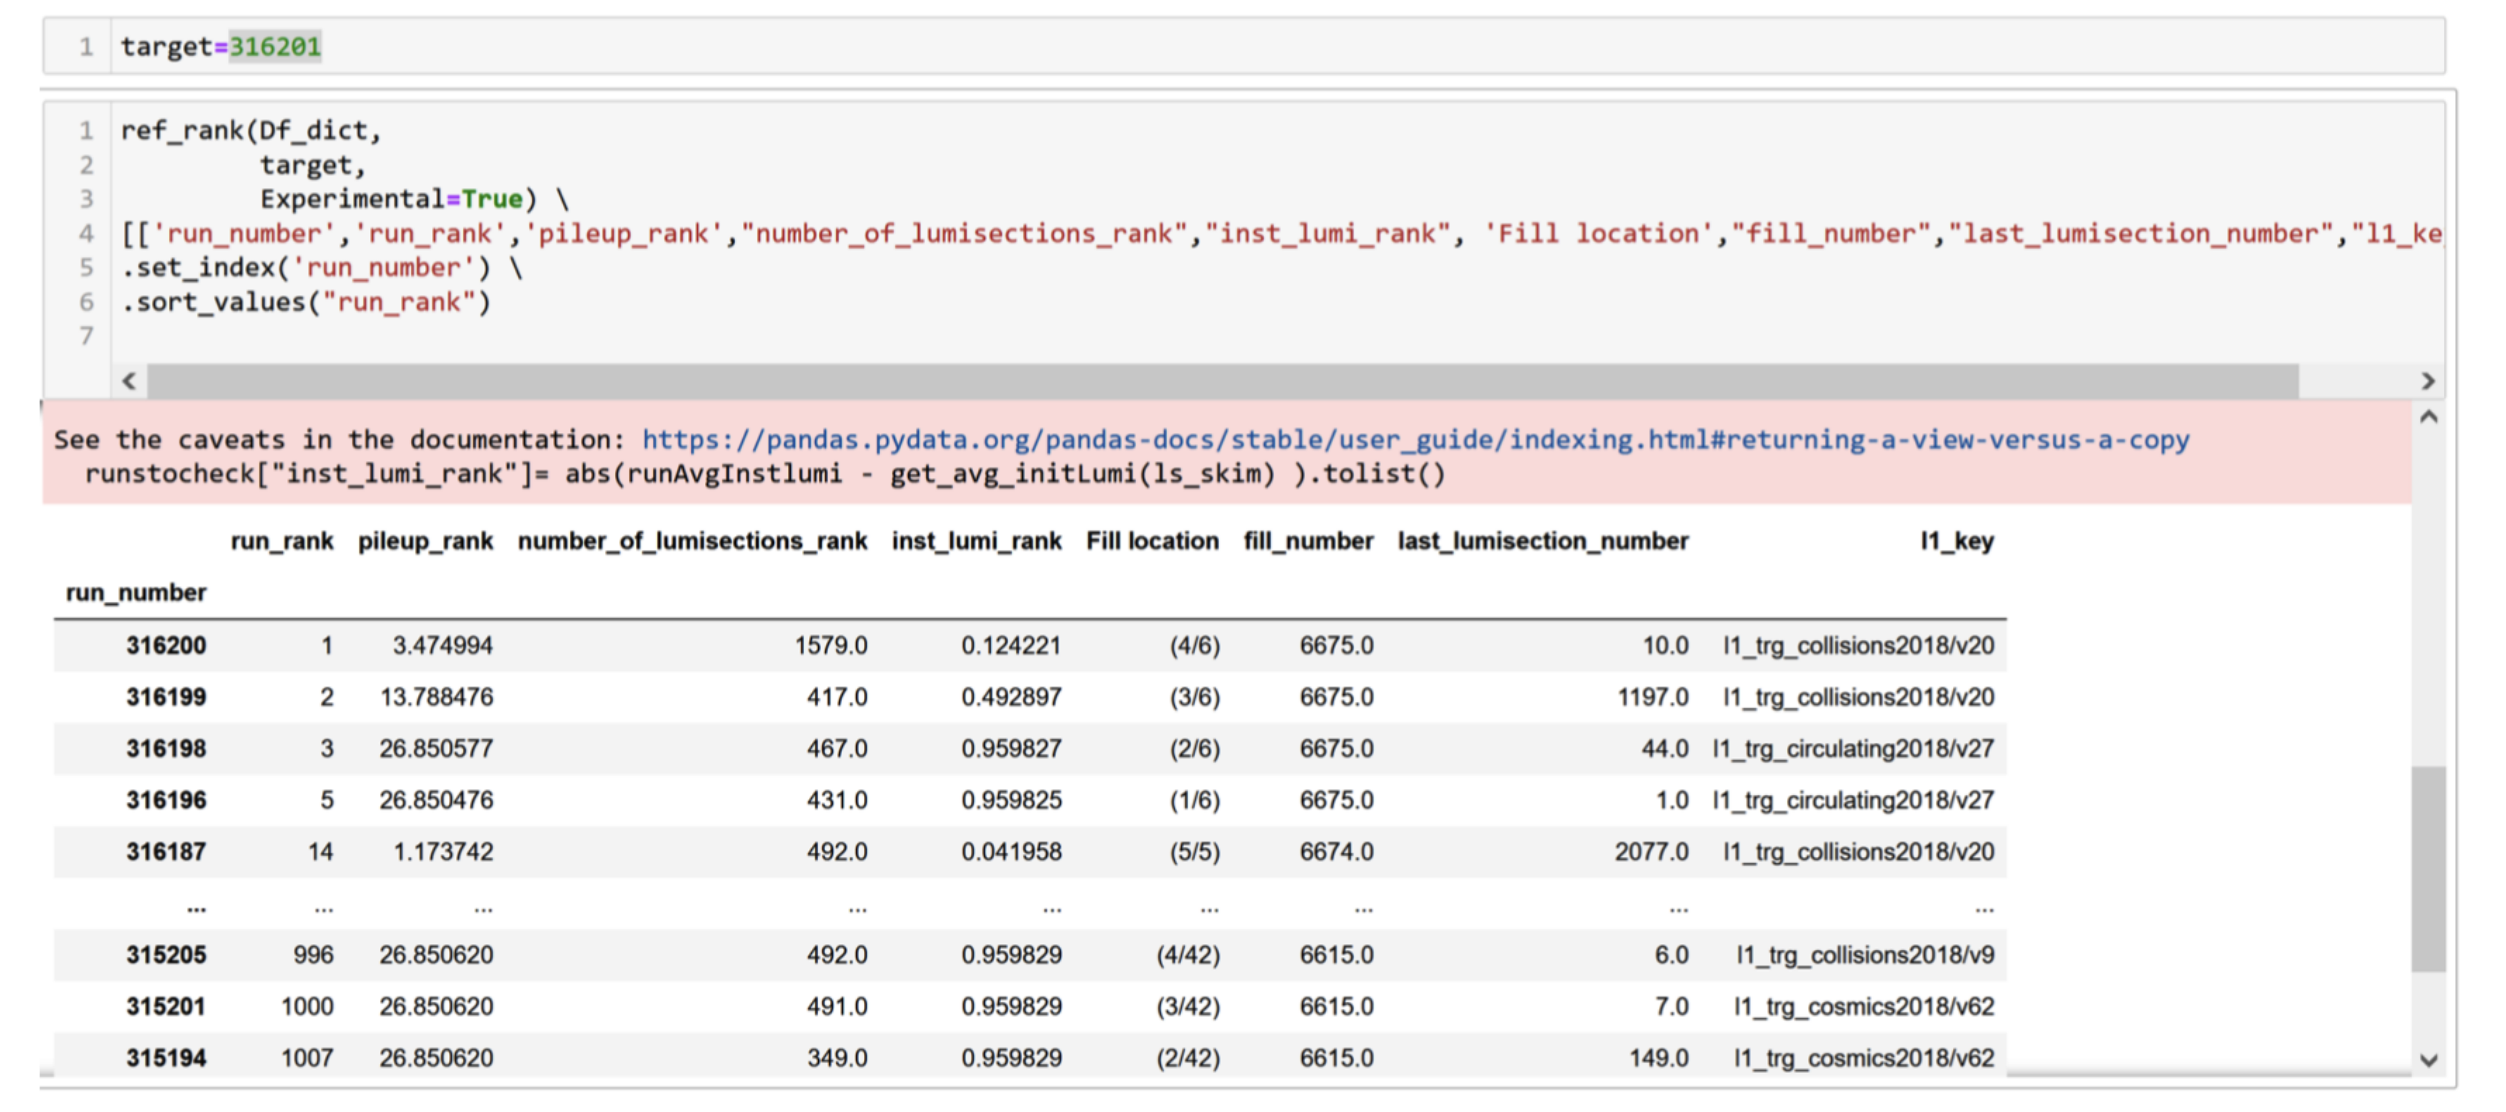 1 target=316201
1 ref_rank(Df_dict,
2 target,
3 Experimental=True) \
4 [['run_number','run_rank','pileup_rank',"number_of_lumisections_rank","inst_lumi_rank", 'Fill location',"fill_number","last_lumisection_number","l1_ke
5 .set_index('run_number') \
6 .sort_values("run_rank")
7
See the caveats in the documentation: https://pandas.pydata.org/pandas-docs/stable/user_guide/indexing.html#returning-a-view-versus-a-copy
runstocheck["inst_lumi_rank"]= abs(runAvgInstlumi - get_avg_initLumi(ls_skim) ).tolist()
run_rank pileup_rank number_of_lumisections_rank inst_lumi_rank Fill location fill_number last_lumisection_number l1_key
run_number
316200 1 3.474994 1579.0 0.124221 (4/6) 6675.0 10.0 l1_trg_collisions2018/v20
316199 2 13.788476 417.0 0.492897 (3/6) 6675.0 1197.0 l1_trg_collisions2018/v20
316198 3 26.850577 467.0 0.959827 (2/6) 6675.0 44.0 l1_trg_circulating2018/v27
316196 5 26.850476 431.0 0.959825 (1/6) 6675.0 1.0 l1_trg_circulating2018/v27
316187 14 1.173742 492.0 0.041958 (5/5) 6674.0 2077.0 l1_trg_collisions2018/v20
... ... ... ... ... ... ... ... ...
315205 996 26.850620 492.0 0.959829 (4/42) 6615.0 6.0 l1_trg_collisions2018/v9
315201 1000 26.850620 491.0 0.959829 (3/42) 6615.0 7.0 l1_trg_cosmics2018/v62
315194 1007 26.850620 349.0 0.959829 (2/42) 6615.0 149.0 l1_trg_cosmics2018/v62